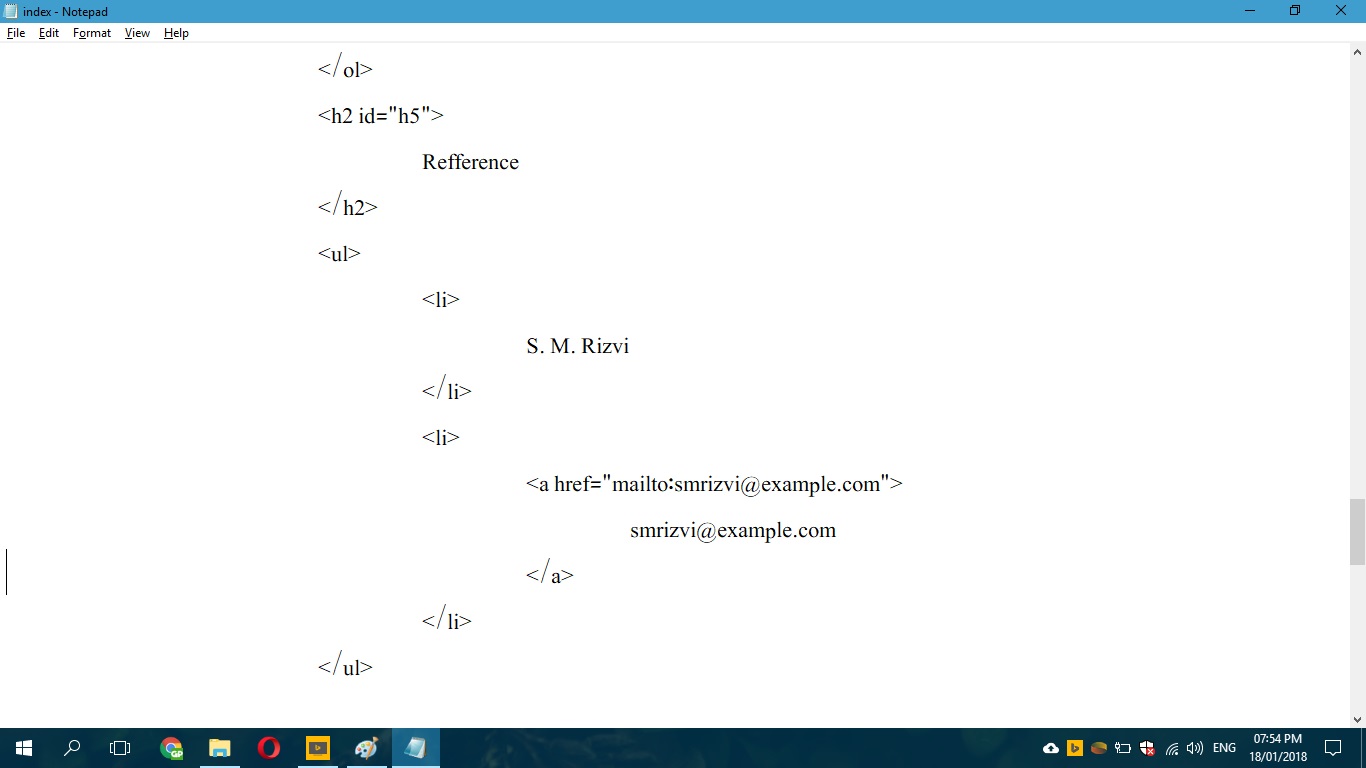 index - Notepad
File Edit Format View Help
</ol>
<h2 id="h5">
Refference
</h2>
<ul>
<li>
S. M. Rizvi
</li>
<li>
<a href="mailto:smrizvi@example.com">
smrizvi@example.com
</a>
</li>
</ul>
GP
ENG
07:54 PM
18/01/2018